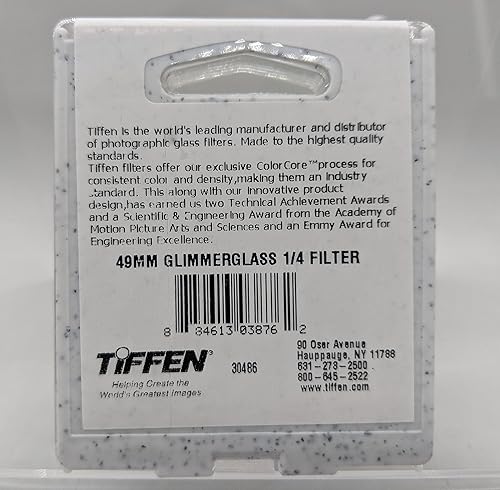 Tiffen is the world's leading manufacturer and distributor
of photographic glass filters. Made to the highest quality
standards.
Tiffen filters offer our exclusive ColorCore™process for
consistent color and density,making them an industry
standard. This along with our innovative product
design,has earned us two Technical Achievement Awards
and a Scientific & Engineering Award from the Academy of
Motion Picture Arts and Sciences and an Emmy Award for
Engineering Excellence.
49MM GLIMMERGLASS 1/4 FILTER
8 84613 03876 2
TIFFEN®
Helping Create the
World's Greatest Images
30486
90 Oser Avenue
Hauppauge, NY 11788
631-273-2500
800-645-2522
www.tiffen.com